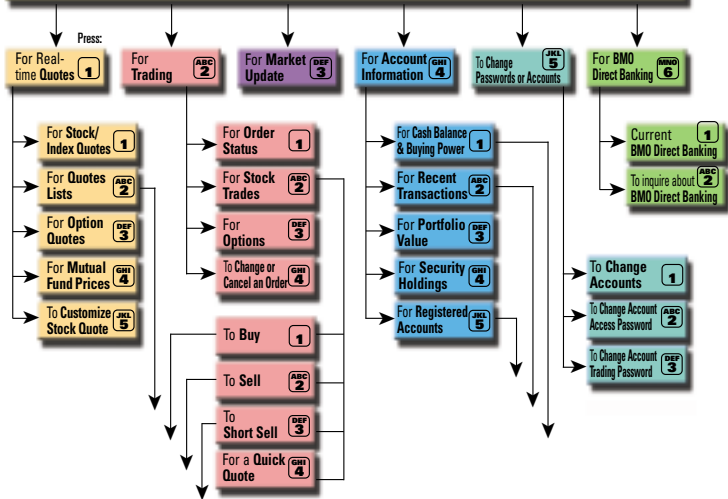 Press:
For Real-
time Quotes 1
For
Trading ABC 2
For Market
Update DEF 3
For Account
Information GHI 4
To Change
Passwords or Accounts JKL 5
For BMO
Direct Banking MNO 6
For Stock/
Index Quotes 1
For Quotes
Lists ABC 2
For Option
Quotes DEF 3
For Mutual
Fund Prices GHI 4
To Customize
Stock Quote JKL 5
For Order
Status 1
For Stock
Trades ABC 2
For
Options DEF 3
To Change or
Cancel an Order GHI 4
To Buy 1
To Sell ABC 2
To
Short Sell DEF 3
For a Quick
Quote GHI 4
For Cash Balance
& Buying Power 1
For Recent
Transactions ABC 2
For Portfolio
Value DEF 3
For Security
Holdings GHI 4
For Registered
Accounts JKL 5
To Change
Accounts 1
To Change Account
Access Password ABC 2
To Change Account
Trading Password DEF 3
Current
BMO Direct Banking 1
To inquire about
BMO Direct Banking ABC 2